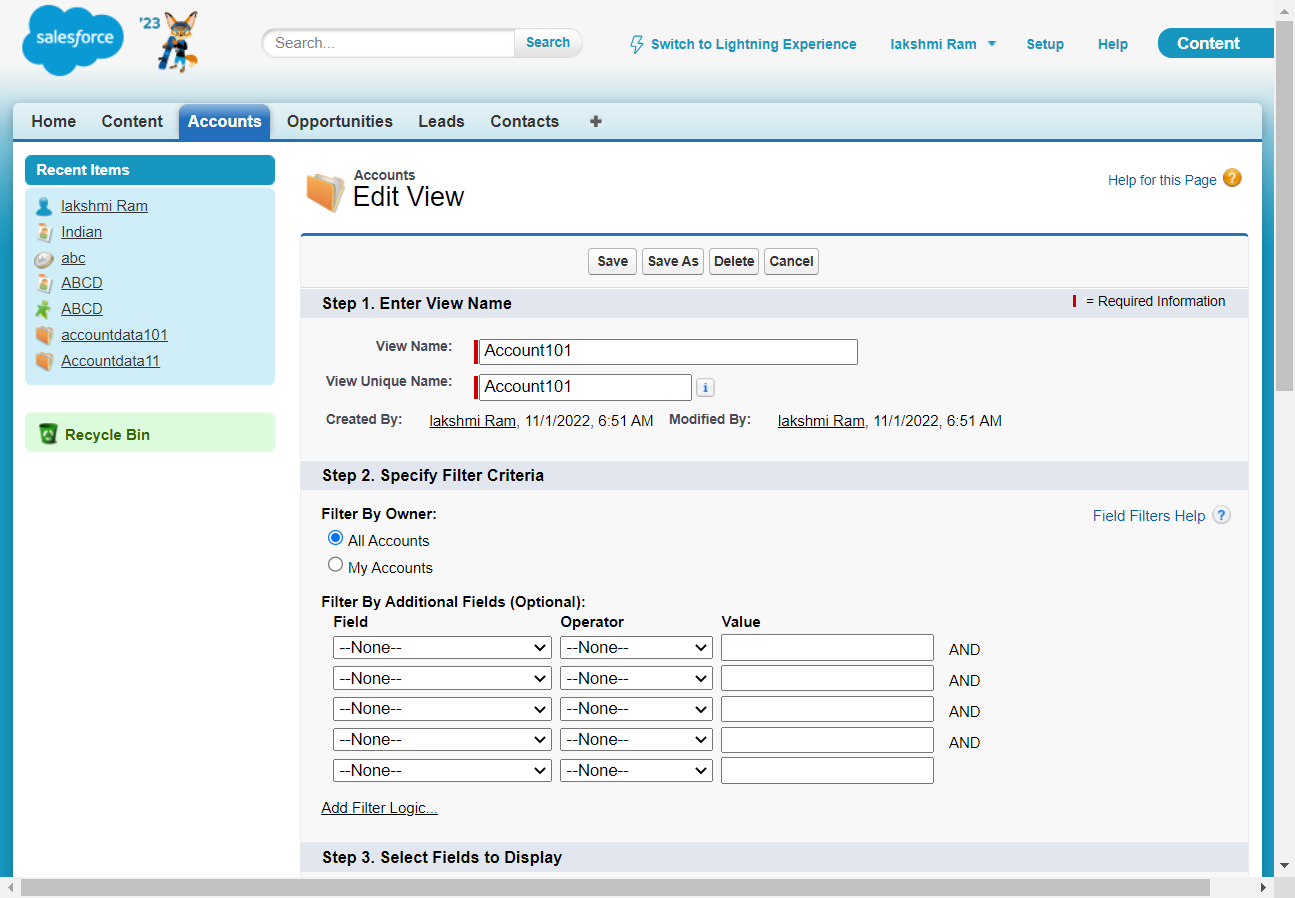 salesforce
'23
Search...
Search
Switch to Lightning Experience
lakshmi Ram
Setup
Help
Content
Home
Content
Accounts
Opportunities
Leads
Contacts
+
Recent Items
lakshmi Ram
Indian
abc
ABCD
ABCD
accountdata101
Accountdata11
Recycle Bin
Accounts
Edit View
Help for this Page ?
Save
Save As
Delete
Cancel
Step 1. Enter View Name
= Required Information
View Name: Account101
View Unique Name: Account101 i
Created By: lakshmi Ram, 11/1/2022, 6:51 AM Modified By: lakshmi Ram, 11/1/2022, 6:51 AM
Step 2. Specify Filter Criteria
Filter By Owner:
Field Filters Help ?
All Accounts
My Accounts
Filter By Additional Fields (Optional):
Field Operator Value
--None-- --None-- AND
--None-- --None-- AND
--None-- --None-- AND
--None-- --None-- AND
--None-- --None--
Add Filter Logic...
Step 3. Select Fields to Display